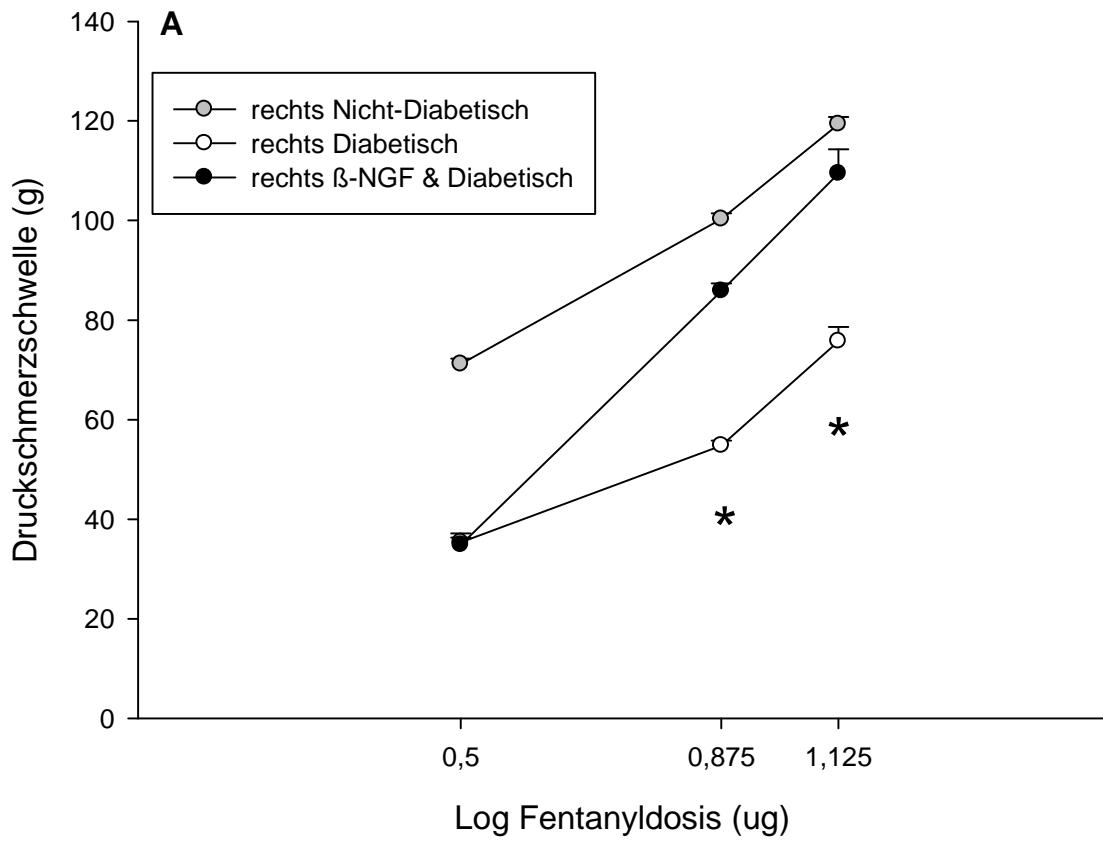 A
rechts Nicht-Diabetisch
rechts Diabetisch
rechts ß-NGF & Diabetisch
Druckschmerzschwelle (g)
140
120
100
80
60
40
20
0
*
*
0,5 0,875 1,125
Log Fentanyldosis (ug)